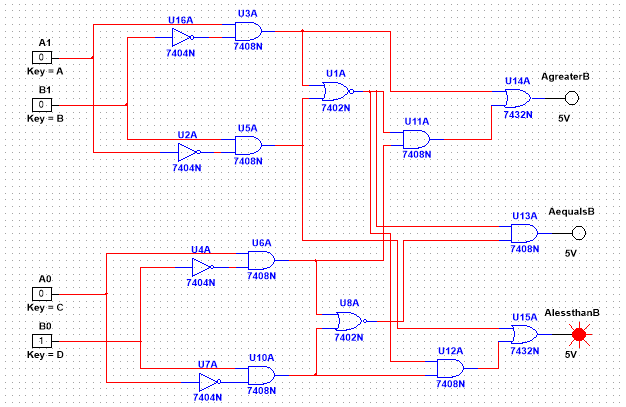 A1
0
Key = A
B1
0
Key = B
U16A
7404N
U3A
7408N
U2A
7404N
U5A
7408N
U1A
7402N
U11A
7408N
U14A
7432N
AgreaterB
5V
U13A
7408N
AequalsB
5V
A0
0
Key = C
B0
1
Key = D
U4A
7404N
U6A
7408N
U8A
7402N
U7A
7404N
U10A
7408N
U12A
7408N
U15A
7432N
AlessthanB
5V